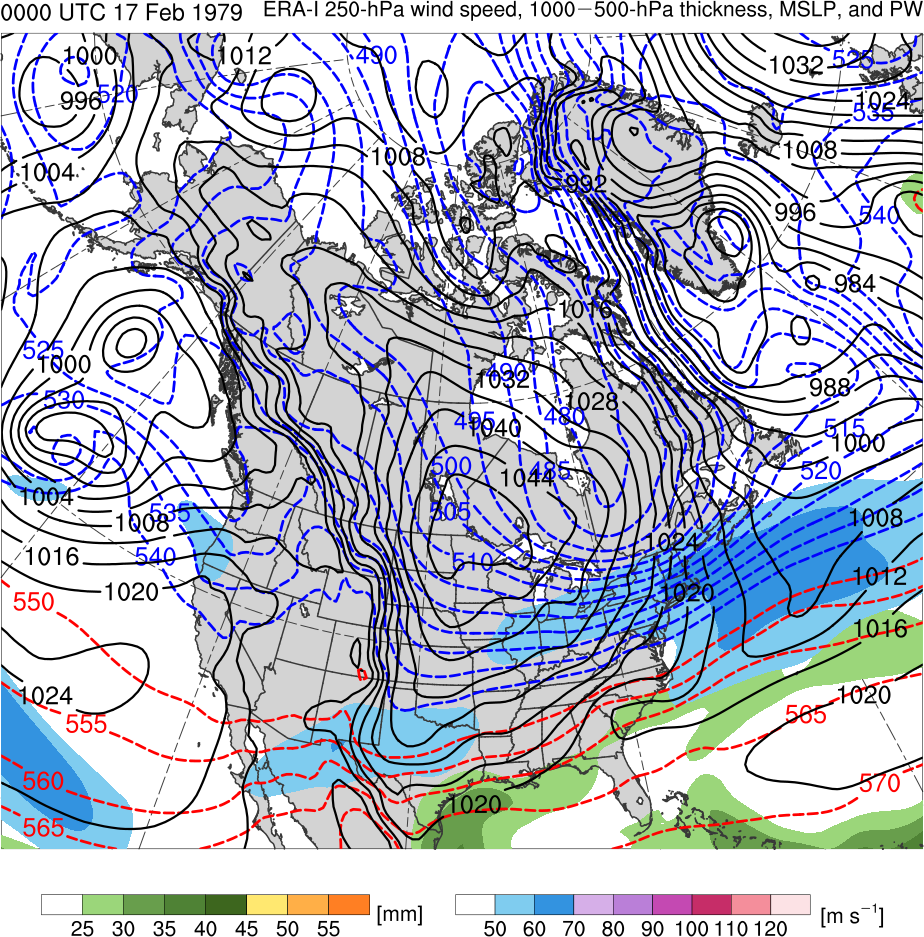 0000 UTC 17 Feb 1979 ERA-I 250-hPa wind speed, 1000−500-hPa thickness, MSLP, and PW
1000 1012 490 1032 525
996 520 1024
535
1004 1008 1008
992
996 540
984
1016
525
1000 490
1032 988
530 1028
495 480 515
1040 1000
500 485 520
1004 1044
535 505 1008
1008
540 1024
1016 510
1020 1020 1012
550
1016
1024 1020
555 565
560 570
1020
565
25 30 35 40 45 50 55 [mm]
50 60 70 80 90 100 110 120 [m s−1]